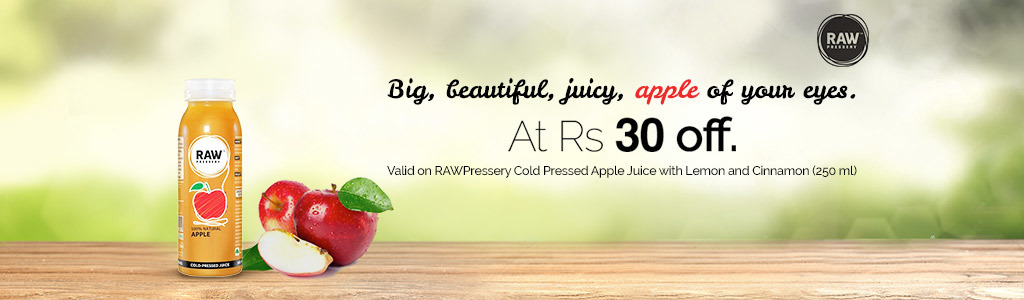 RAW
PRESSERY
Big, beautiful, juicy, apple of your eyes.
At Rs 30 off.
Valid on RAWPressery Cold Pressed Apple Juice with Lemon and Cinnamon (250 ml)
RAW
PRESSERY
100% NATURAL
APPLE
COLD-PRESSED JUICE